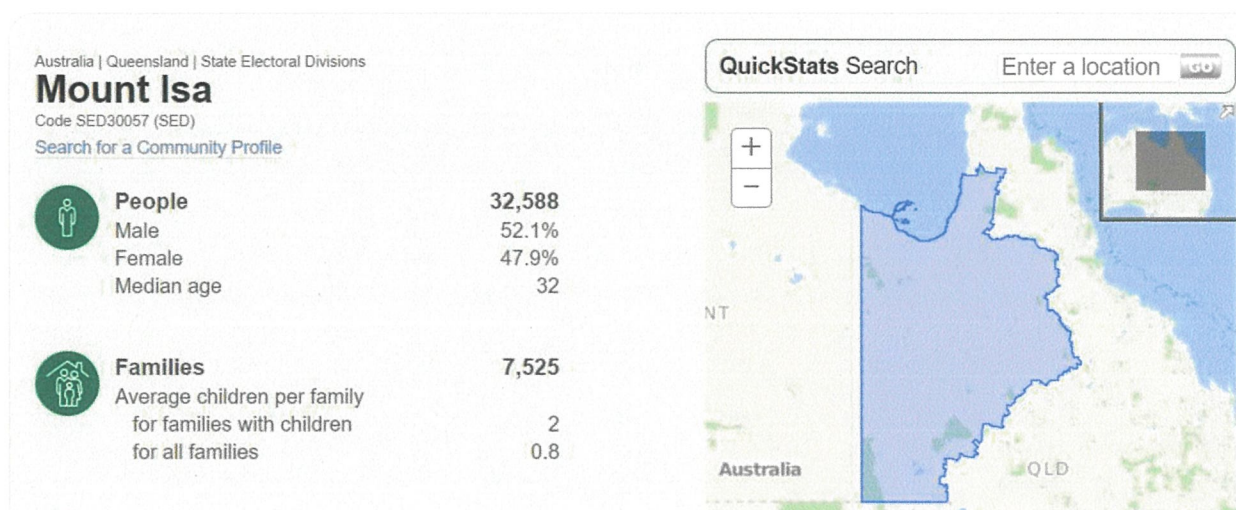 Australia | Queensland | State Electoral Divisions
Mount Isa
Code SED30057 (SED)
Search for a Community Profile
People 32,588
Male 52.1%
Female 47.9%
Median age 32
Families 7,525
Average children per family
for families with children 2
for all families 0.8
QuickStats Search Enter a location GO
+
−
NT
Australia
QLD